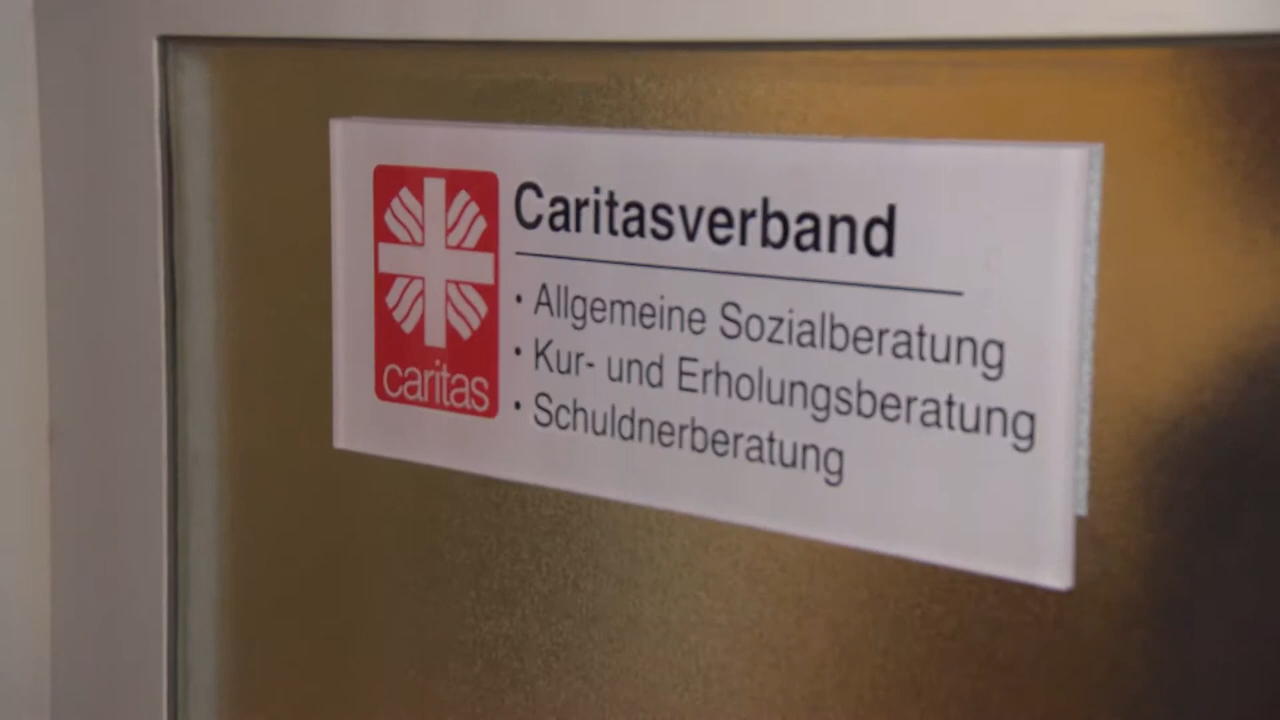 Caritasverband
• Allgemeine Sozialberatung
• Kur- und Erholungsberatung
• Schuldnerberatung
caritas